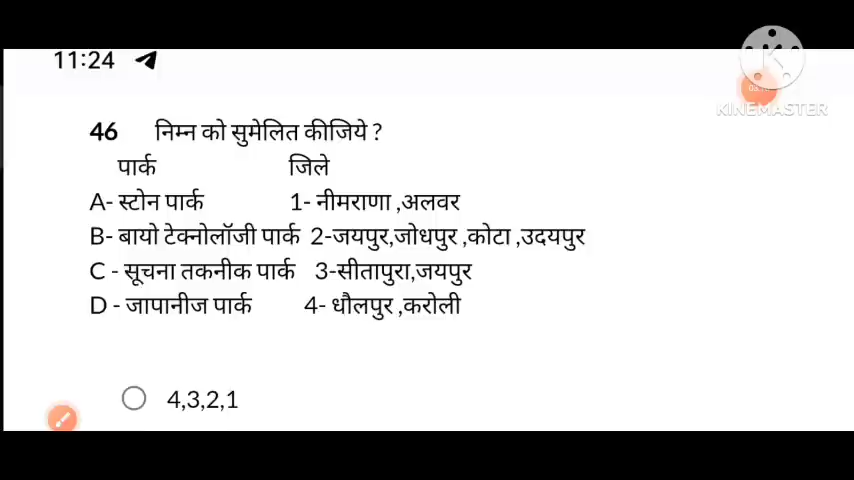 11:24
KINEMASTER
46 निम्न को सुमेलित कीजिये ?
पार्क जिले
A- स्टोन पार्क 1- नीमराणा ,अलवर
B- बायो टेक्नोलॉजी पार्क 2-जयपुर,जोधपुर ,कोटा ,उदयपुर
C - सूचना तकनीक पार्क 3-सीतापुरा,जयपुर
D - जापानीज पार्क 4- धौलपुर ,करोली
4,3,2,1